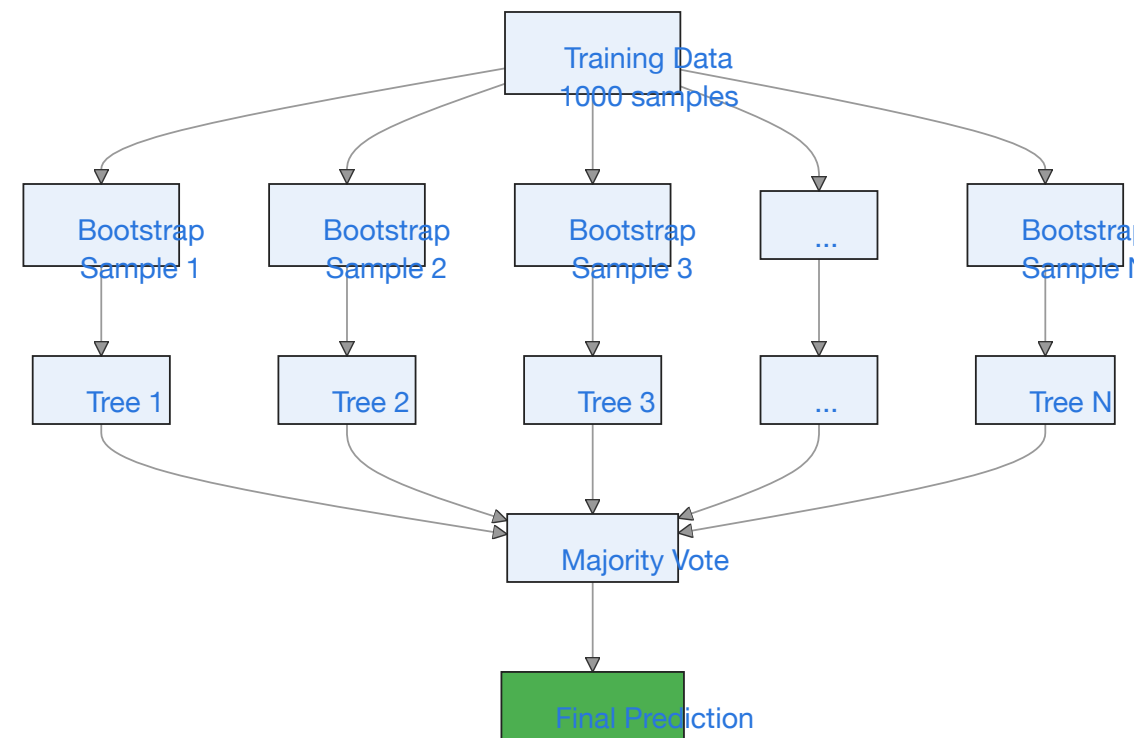 Training Data
1000 samples
Bootstrap
Sample 1
Bootstrap
Sample 2
Bootstrap
Sample 3
...
Bootstrap
Sample N
Tree 1
Tree 2
Tree 3
...
Tree N
Majority Vote
Final Prediction